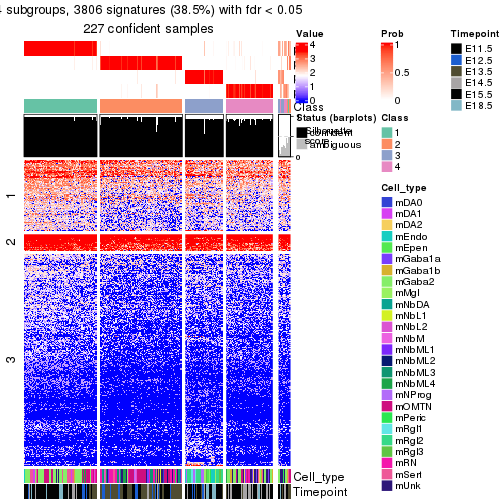 4 subgroups, 3806 signatures (38.5%) with fdr < 0.05
227 confident samples
Class
1
2
3
Cell_type
Timepoint
Value
4
3
2
1
0
Status (barplots)
confident
ambiguous
Silhouette
score
0
Prob
1
0.5
0
Class
1
2
3
4
Cell_type
mDA0
mDA1
mDA2
mEndo
mEpen
mGaba1a
mGaba1b
mGaba2
mMgl
mNbDA
mNbL1
mNbL2
mNbM
mNbML1
mNbML2
mNbML3
mNbML4
mNProg
mOMTN
mPeric
mRgl1
mRgl2
mRgl3
mRN
mSert
mUnk
Timepoint
E11.5
E12.5
E13.5
E14.5
E15.5
E18.5